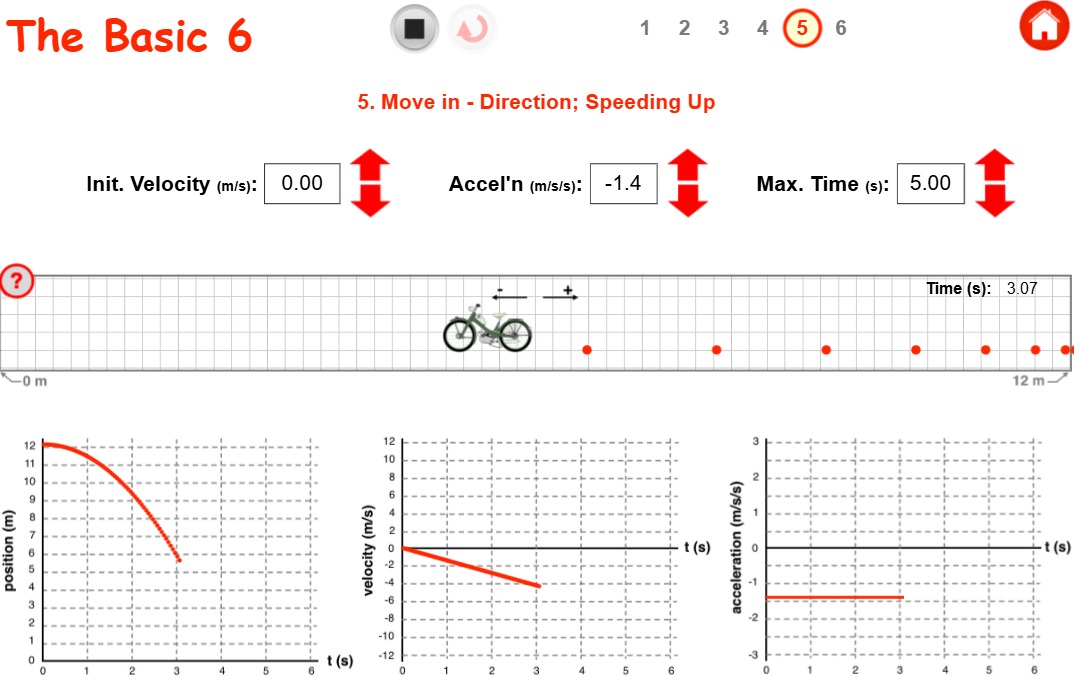 The Basic 6
1 2 3 4 5 6
5. Move in - Direction; Speeding Up
Init. Velocity (m/s): 0.00 Accel'n (m/s/s): -1.4 Max. Time (s): 5.00
?
- +
Time (s): 3.07
0 m 12 m
position (m)
12
11
10
9
8
7
6
5
4
3
2
1
0
0 1 2 3 4 5 6
t (s)
velocity (m/s)
12
10
8
6
4
2
0
-2
-4
-6
-8
-10
-12
0 1 2 3 4 5 6
t (s)
acceleration (m/s/s)
3
2
1
0
-1
-2
-3
0 1 2 3 4 5 6
t (s)